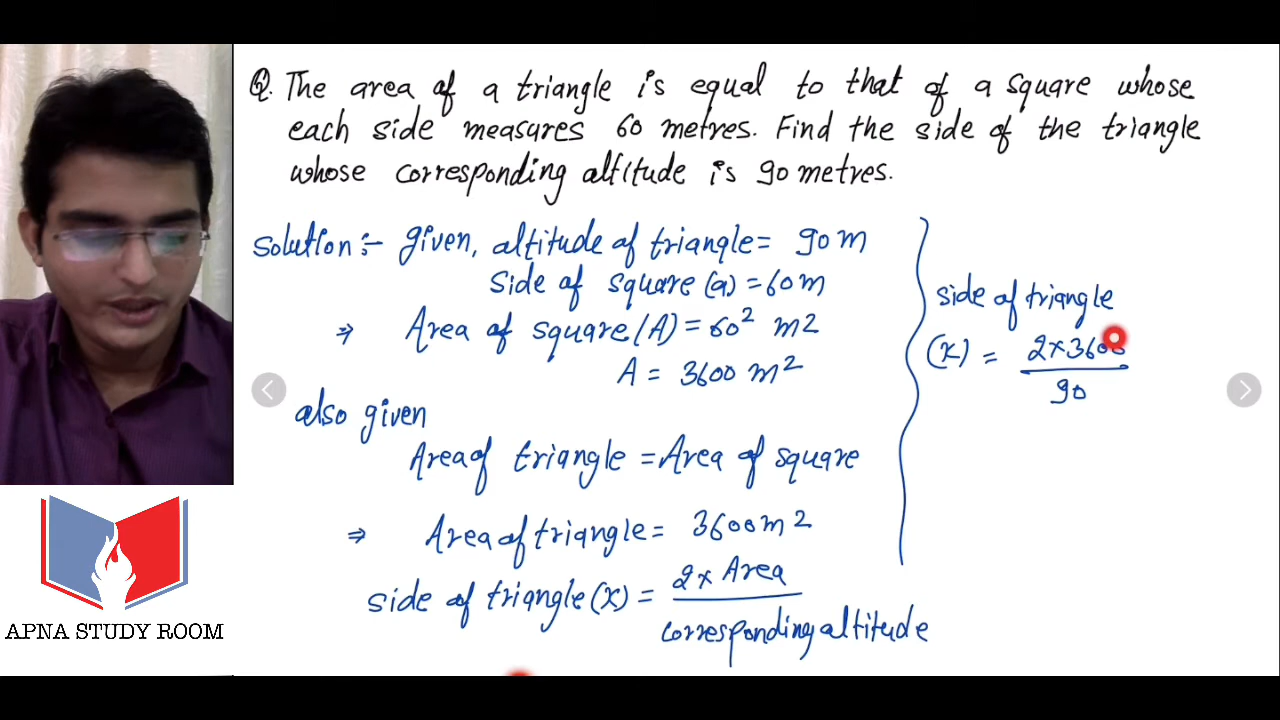 Q. The area of a triangle is equal to that of a square whose
each side measures 60 metres. Find the side of the triangle
whose corresponding altitude is 90 metres.
Solution :- given, altitude of triangle = 90 m
Side of square (a) = 60 m
⇒ Area of square (A) = 60² m2
A = 3600 m²
also given
Area of triangle = Area of square
⇒ Area of triangle = 3600 m2
side of triangle (x) = 2 x Area
corresponding altitude
side of triangle
(x) = 2 x 3600
90
APNA STUDY ROOM